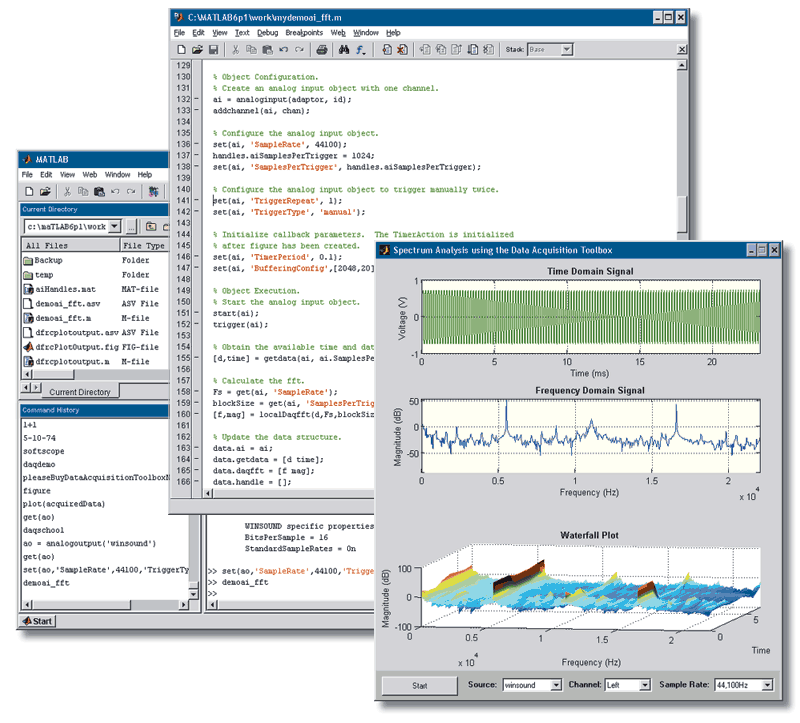 C:\MATLAB6p1\work\mydemoai_fft.m
File Edit View Text Debug Breakpoints Web Window Help
Stack: Base
129
130 % Object Configuration.
131 % Create an analog input object with one channel.
132 – ai = analoginput(adaptor, id);
133 – addchannel(ai, chan);
134
135 % Configure the analog input object.
136 – set(ai, 'SampleRate', 44100);
137 – handles.aiSamplesPerTrigger = 1024;
138 – set(ai, 'SamplesPerTrigger', handles.aiSamplesPerTrigger);
139
140 % Configure the analog input object to trigger manually twice.
141 – set(ai, 'TriggerRepeat', 1);
142 – set(ai, 'TriggerType', 'manual');
143
144 % Initialize callback parameters. The TimerAction is initialized
145 % after figure has been created.
146 – set(ai, 'TimerPeriod', 0.1);
147 – set(ai, 'BufferingConfig',[2048,20]
148
149 % Object Execution.
150 % Start the analog input object.
151 – start(ai);
152 – trigger(ai);
153
154 % Obtain the available time and dat
155 – [d,time] = getdata(ai, ai.SamplesPe
156
157 % Calculate the fft.
158 – Fs = get(ai, 'SampleRate');
159 – blockSize = get(ai, 'SamplesPerTrig
160 – [f,mag] = localDaqfft(d,Fs,blockSiz
161
162 % Update the data structure.
163 – data.ai = ai;
164 – data.getdata = [d time];
165 – data.daqfft = [f mag];
166 – data.handle = [];
MATLAB
File Edit View Web Window Help
Current Directory
c:\maTLAB6p1\work
All Files File Type
Backup Folder
temp Folder
aiHandles.mat MAT-file
demoai_fft.asv ASV File
demoai_fft.m M-file
dfrcplotoutput.asv ASV File
dfrcPlotOutput.fig FIG-file
dfrcplotoutput.m M-file
Current Directory
Command History
1+1
5-10-74
softscope
daqdemo
pleaseBuyDataAcquisitionToolboxN
figure
plot(acquiredData)
get(ao)
daqschool
ao = analogoutput('winsound')
get(ao)
set(ao,'SampleRate',44100,'TriggerTy
demoai_fft
Start
WINSOUND specific properties
BitsPerSample = 16
StandardSampleRates = On
>> set(ao,'SampleRate',44100,'Trigge
>> demoai_fft
>>
Spectrum Analysis using the Data Acquisition Toolbox
Time Domain Signal
Voltage (V)
1
0
-1
0 5 10 15 20
Time (ms)
Frequency Domain Signal
Magnitude (dB)
50
0
-50
0 0.5 1 1.5 2
x 10 4
Frequency (Hz)
Waterfall Plot
Magnitude (dB)
100
0
-100
0 0.5 1 1.5 2
x 10 4
Frequency (Hz)
0 5
Time
Start Source: winsound Channel: Left Sample Rate: 44,100Hz